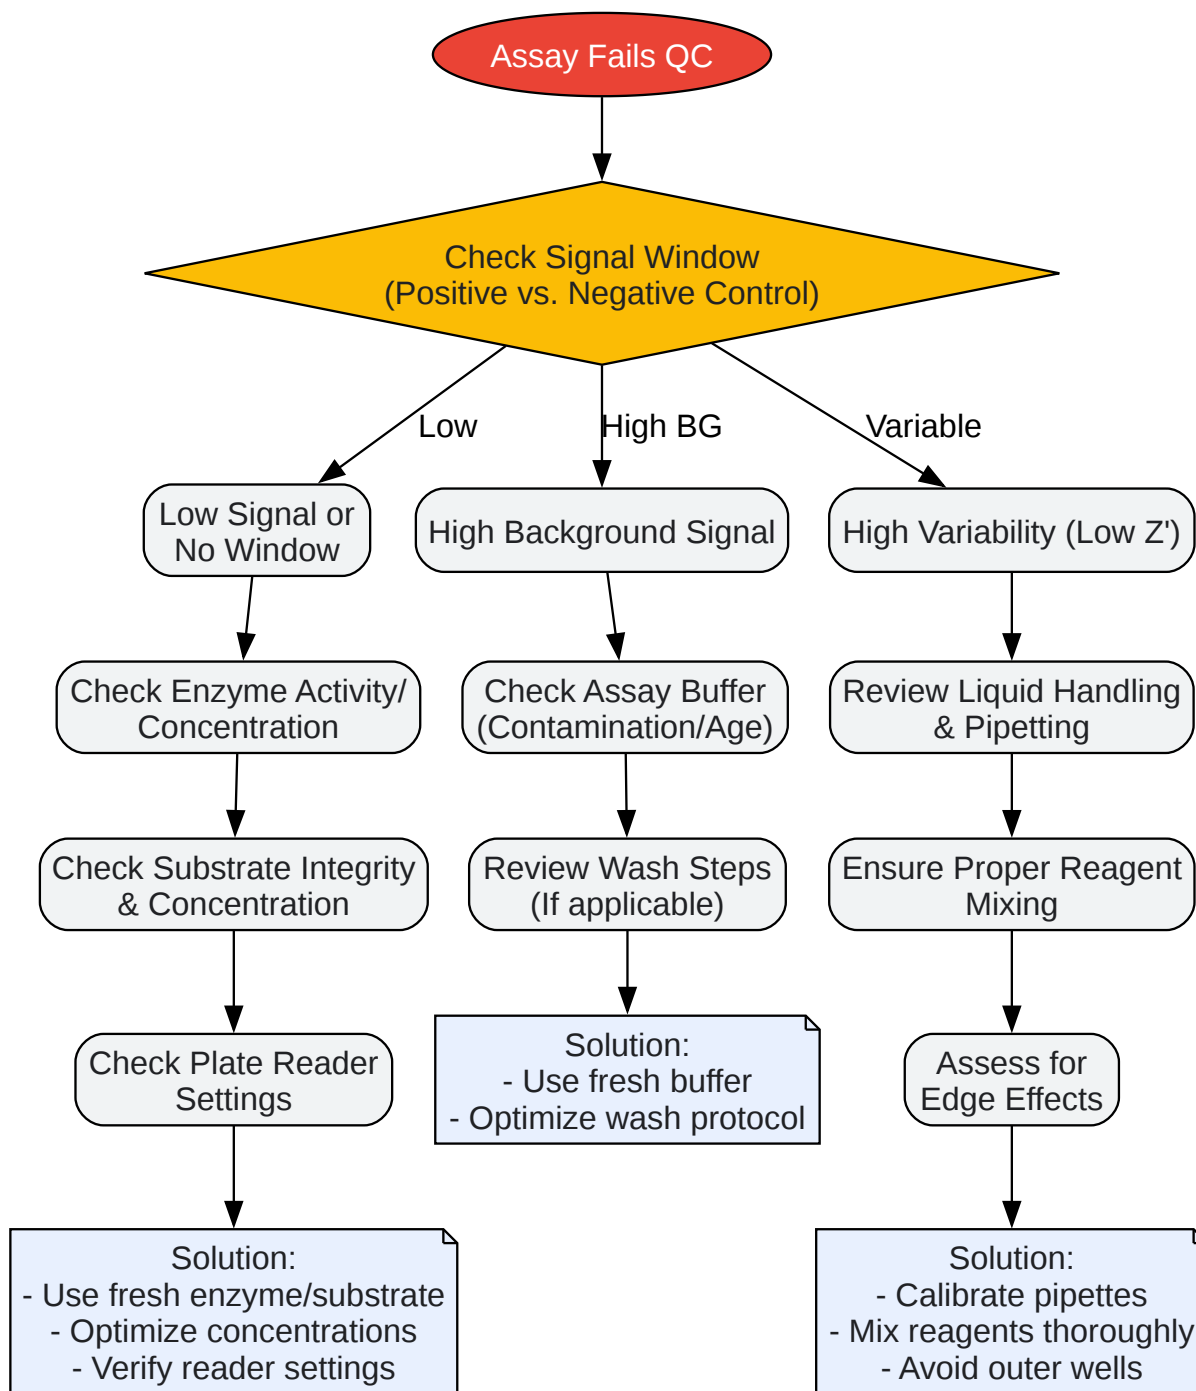 Assay Fails QC
Check Signal Window
(Positive vs. Negative Control)
Low
High BG
Variable
Low Signal or
No Window
High Background Signal
High Variability (Low Z')
Check Enzyme Activity/
Concentration
Check Assay Buffer
(Contamination/Age)
Review Liquid Handling
& Pipetting
Check Substrate Integrity
& Concentration
Review Wash Steps
(If applicable)
Ensure Proper Reagent
Mixing
Check Plate Reader
Settings
Solution:
- Use fresh buffer
- Optimize wash protocol
Assess for
Edge Effects
Solution:
- Use fresh enzyme/substrate
- Optimize concentrations
- Verify reader settings
Solution:
- Calibrate pipettes
- Mix reagents thoroughly
- Avoid outer wells